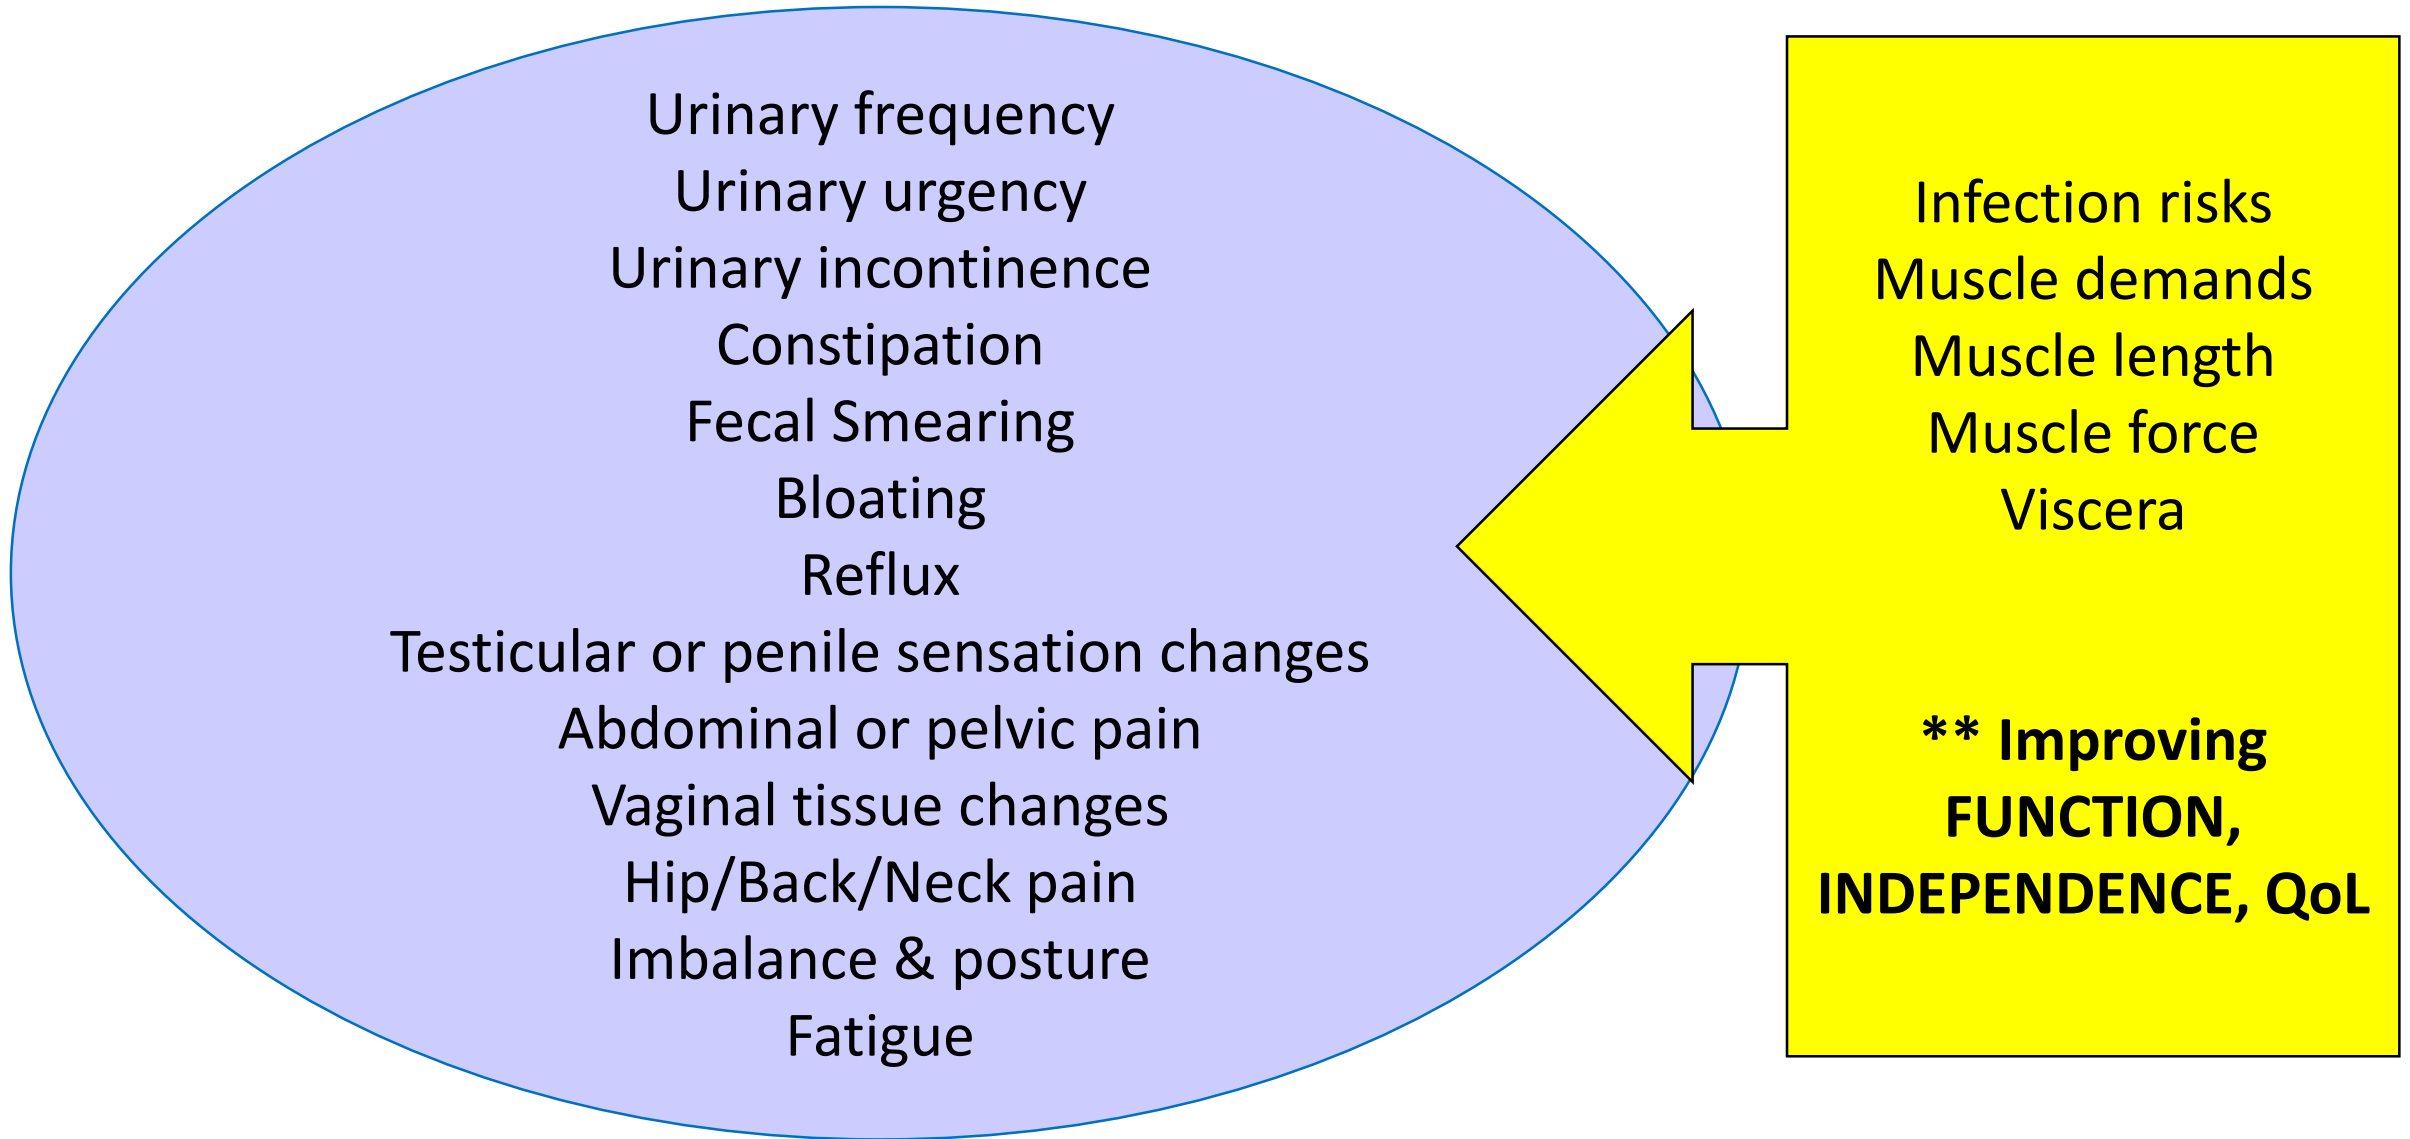 Urinary frequency
Urinary urgency
Urinary incontinence
Constipation
Fecal Smearing
Bloating
Reflux
Testicular or penile sensation changes
Abdominal or pelvic pain
Vaginal tissue changes
Hip/Back/Neck pain
Imbalance & posture
Fatigue
Infection risks
Muscle demands
Muscle length
Muscle force
Viscera
** Improving
FUNCTION,
INDEPENDENCE, QoL